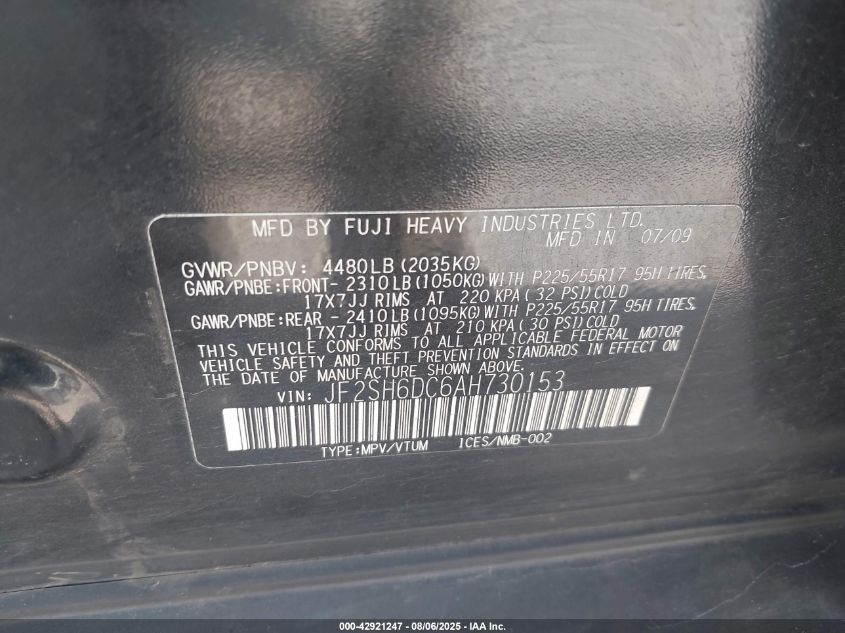 MFD BY FUJI HEAVY INDUSTRIES LTD.
MFD IN 07/09
GVWR/PNBV: 4480LB(2035KG)
GAWR/PNBE:FRONT- 2310LB(1050KG)WITH P225/55R17 95H TIRES,
17X7JJ RIMS AT 220 KPA(32 PSI)COLD
GAWR/PNBE:REAR - 2410LB(1095KG)WITH P225/55R17 95H TIRES,
17X7JJ RIMS AT 210 KPA(30 PSI)COLD
THIS VEHICLE CONFORMS TO ALL APPLICABLE FEDERAL MOTOR
VEHICLE SAFETY AND THEFT PREVENTION STANDARDS IN EFFECT ON
THE DATE OF MANUFACTURE SHOWN ABOVE.
VIN: JF2SH6DC6AH730153
TYPE:MPV/VTUM ICES/NMB-002
000-42921247 - 08/06/2025 - IAA Inc.